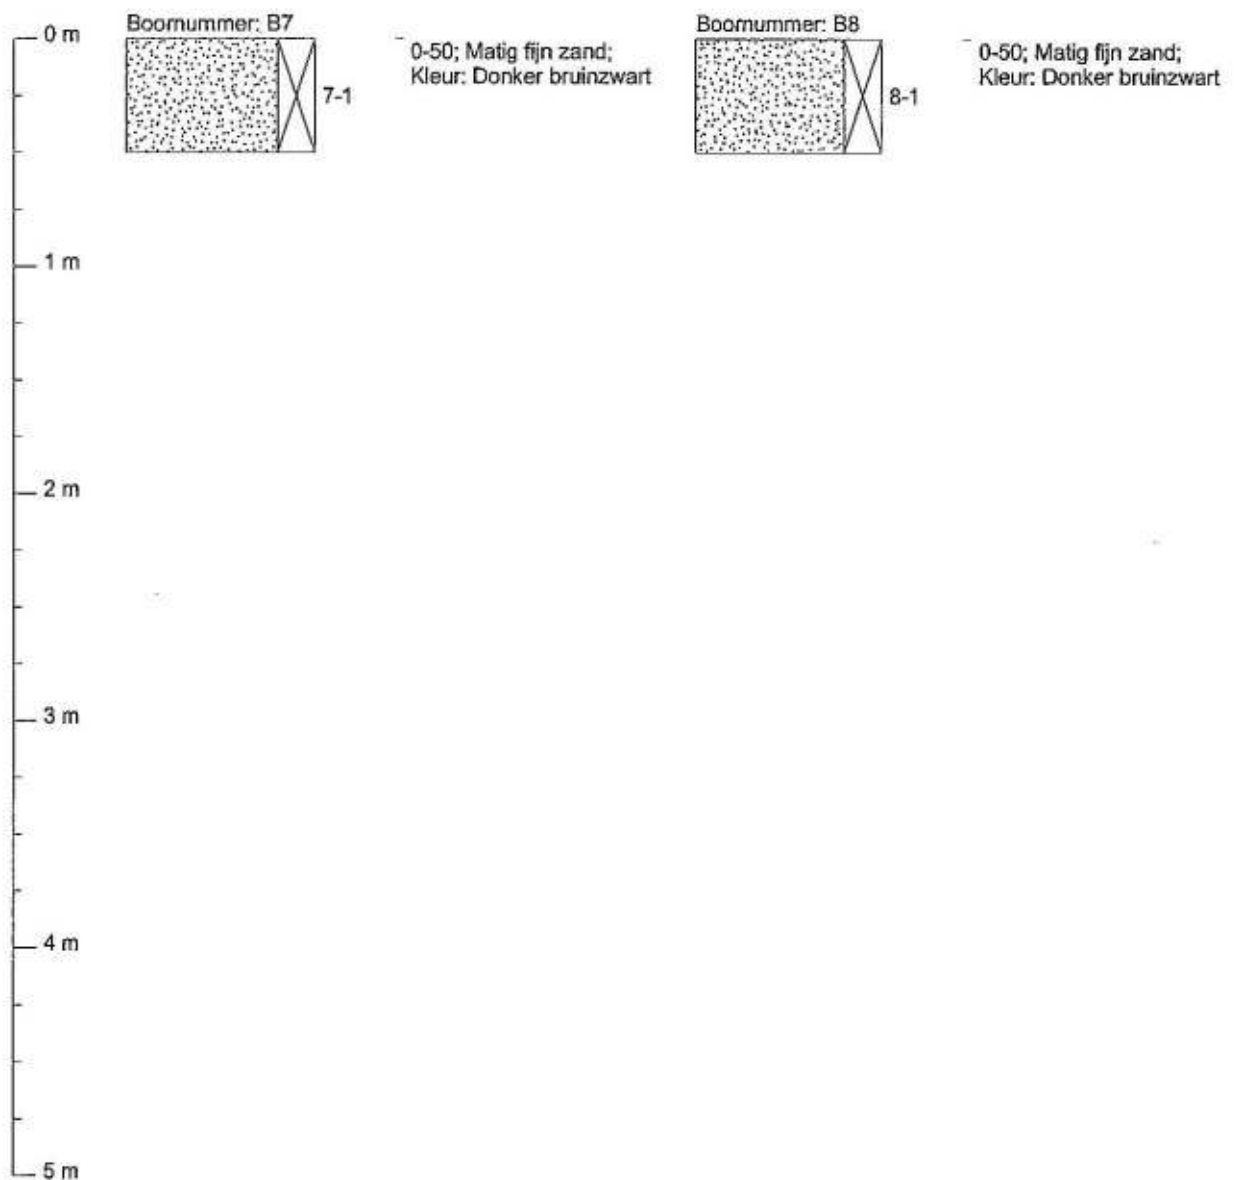 Boornummer: B7
0-50; Matig fijn zand;
Kleur: Donker bruinzwart
7-1
Boornummer: B8
0-50; Matig fijn zand;
Kleur: Donker bruinzwart
8-1
0 m
1 m
2 m
3 m
4 m
5 m